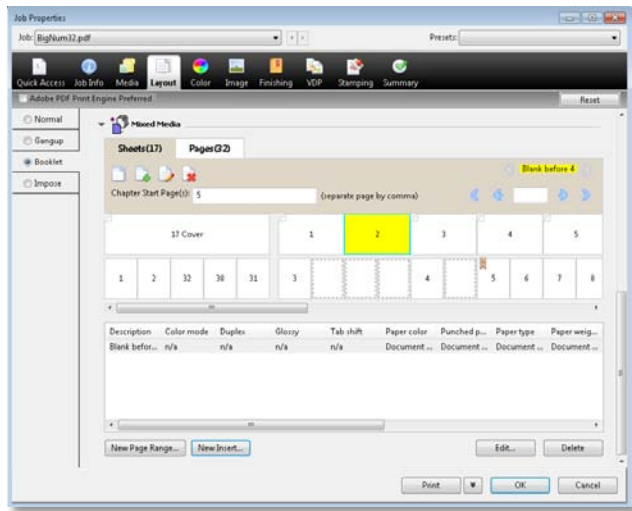 Job Properties
Job: BigNum32.pdf
Presets:
Quick Access Job Info Media Layout Color Image Finishing VDP Stamping Summary
Adobe PDF Print Engine Preferred
Reset
Normal
Gangup
Booklet
Impose
Mixed Media
Sheets(17) Pages(32)
Blank before 4
Chapter Start Page(s): 5 (separate page by comma)
17 Cover 1 2 3 4 5
1 2 32 30 31 3 4 5 6 7 8
Description Color mode Duplex Glossy Tab shift Paper color Punched p... Paper type Paper weig...
Blank befor... n/a n/a n/a n/a Document ... Document ... Document ... Document ...
New Page Range... New Insert... Edit... Delete
Print OK Cancel